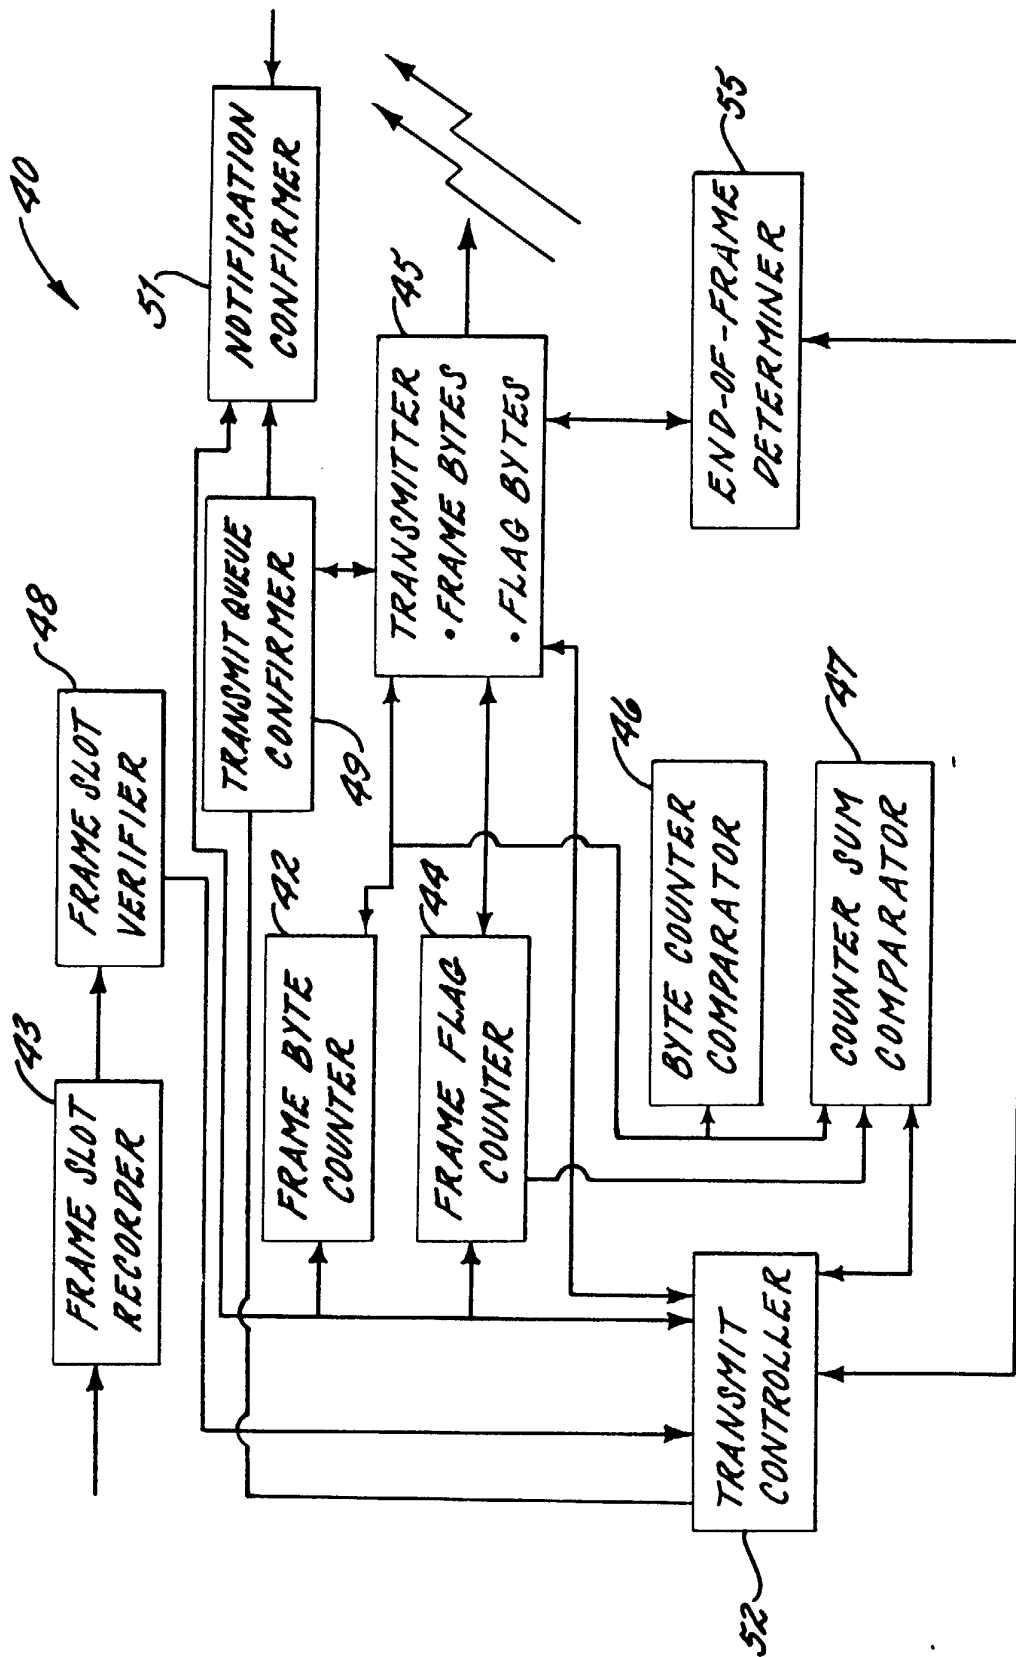 40
43
FRAME SLOT
RECORDER
48
FRAME SLOT
VERIFIER
51
NOTIFICATION
CONFIRMER
TRANSMIT QUEUE
CONFIRMER
49
42
FRAME BYTE
COUNTER
44
FRAME FLAG
COUNTER
45
TRANSMITTER
• FRAME BYTES
• FLAG BYTES
46
BYTE COUNTER
COMPARATOR
47
COUNTER SUM
COMPARATOR
55
END-OF-FRAME
DETERMINER
TRANSMIT
CONTROLLER
52